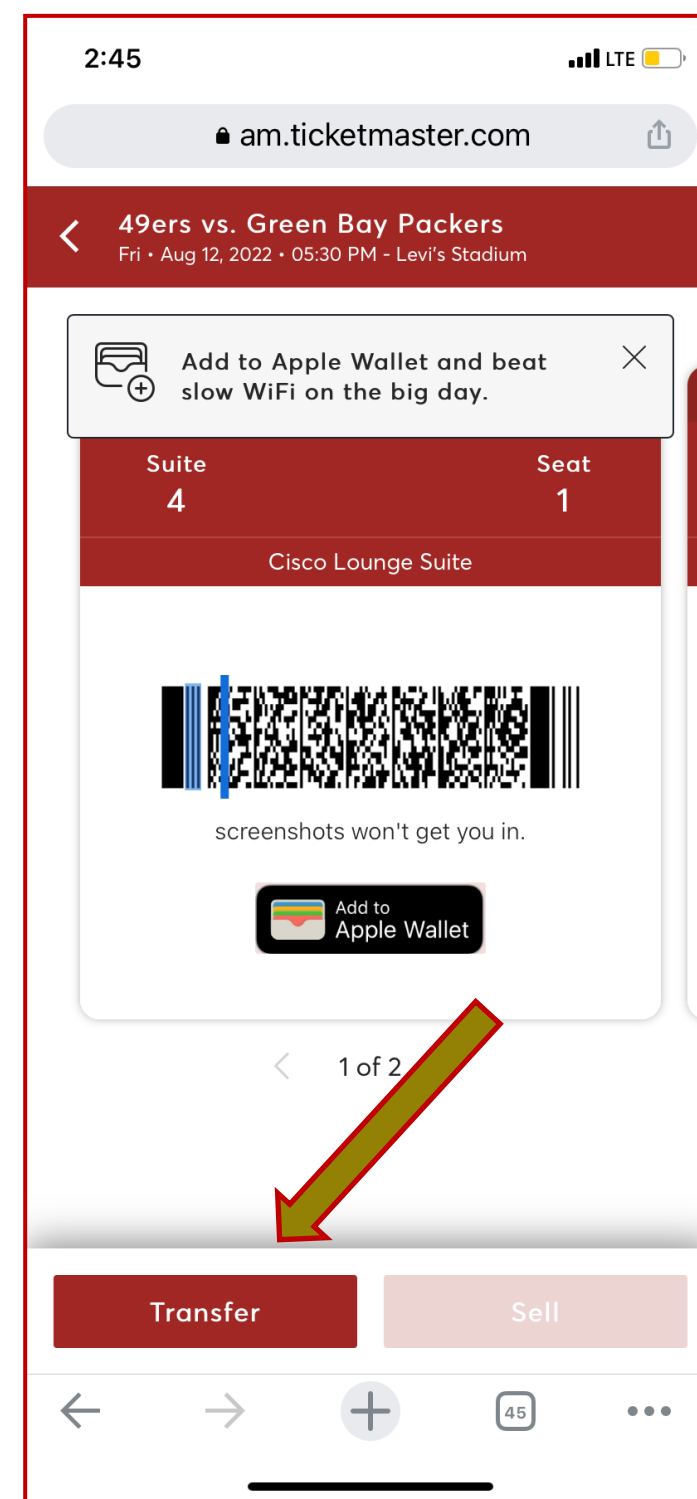 2:45
LTE
am.ticketmaster.com
49ers vs. Green Bay Packers
Fri • Aug 12, 2022 • 05:30 PM - Levi's Stadium
Add to Apple Wallet and beat
slow WiFi on the big day.
Suite Seat
4 1
Cisco Lounge Suite
screenshots won't get you in.
Add to
Apple Wallet
1 of 2
Transfer Sell
45